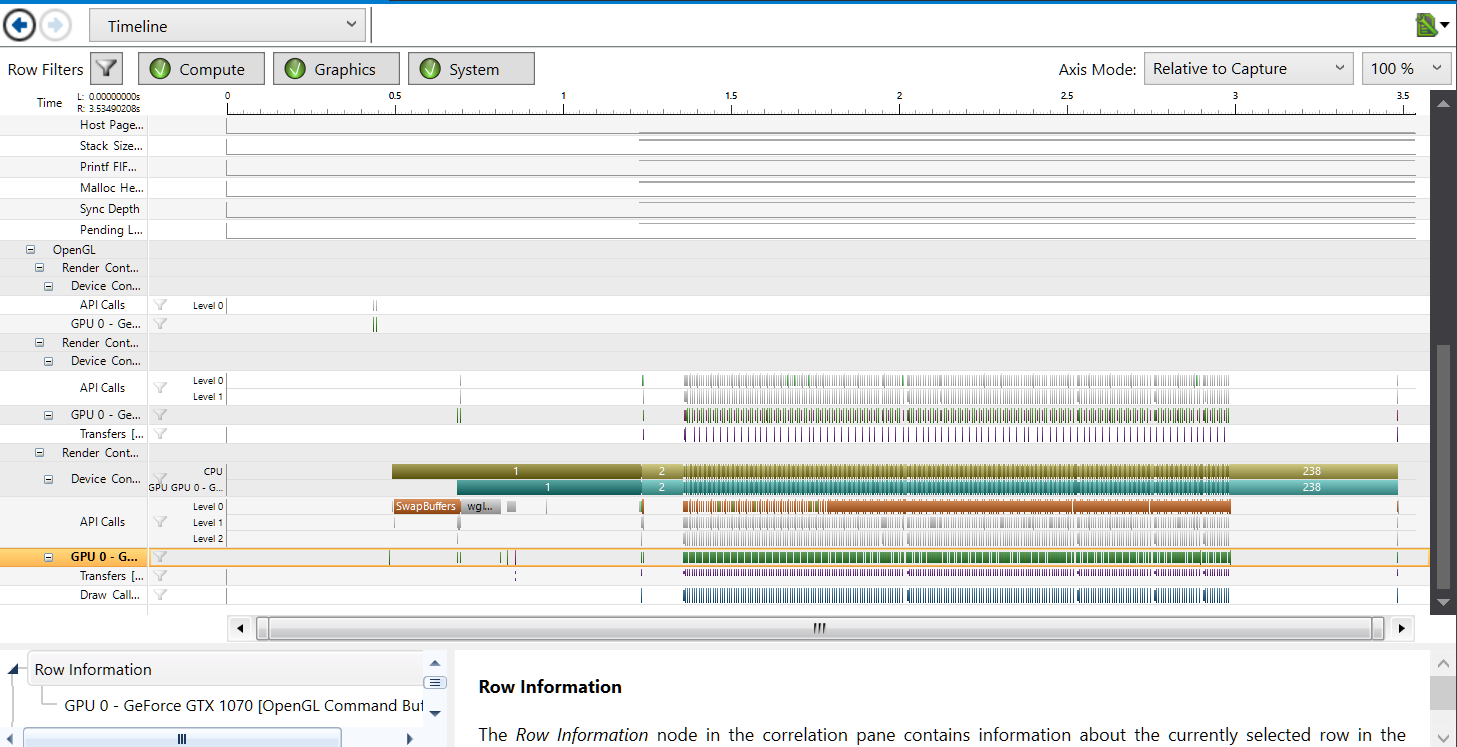 Timeline
Row Filters Compute Graphics System Axis Mode: Relative to Capture 100 %
Time L: 0.00000000s
R: 3.53490208s
0 0.5 1 1.5 2 2.5 3 3.5
Host Page...
Stack Size...
Printf FIF...
Malloc He...
Sync Depth
Pending L...
OpenGL
Render Cont...
Device Con...
API Calls Level 0
GPU 0 - Ge...
Render Cont...
Device Con...
API Calls Level 0
Level 1
GPU 0 - Ge...
Transfers [...
Render Cont...
Device Con... CPU 1 2 238
GPU GPU 0 - G... 1 2 238
API Calls Level 0 SwapBuffers wgl...
Level 1
Level 2
GPU 0 - G...
Transfers [...
Draw Call...
Row Information
GPU 0 - GeForce GTX 1070 [OpenGL Command Buf
Row Information
The Row Information node in the correlation pane contains information about the currently selected row in the